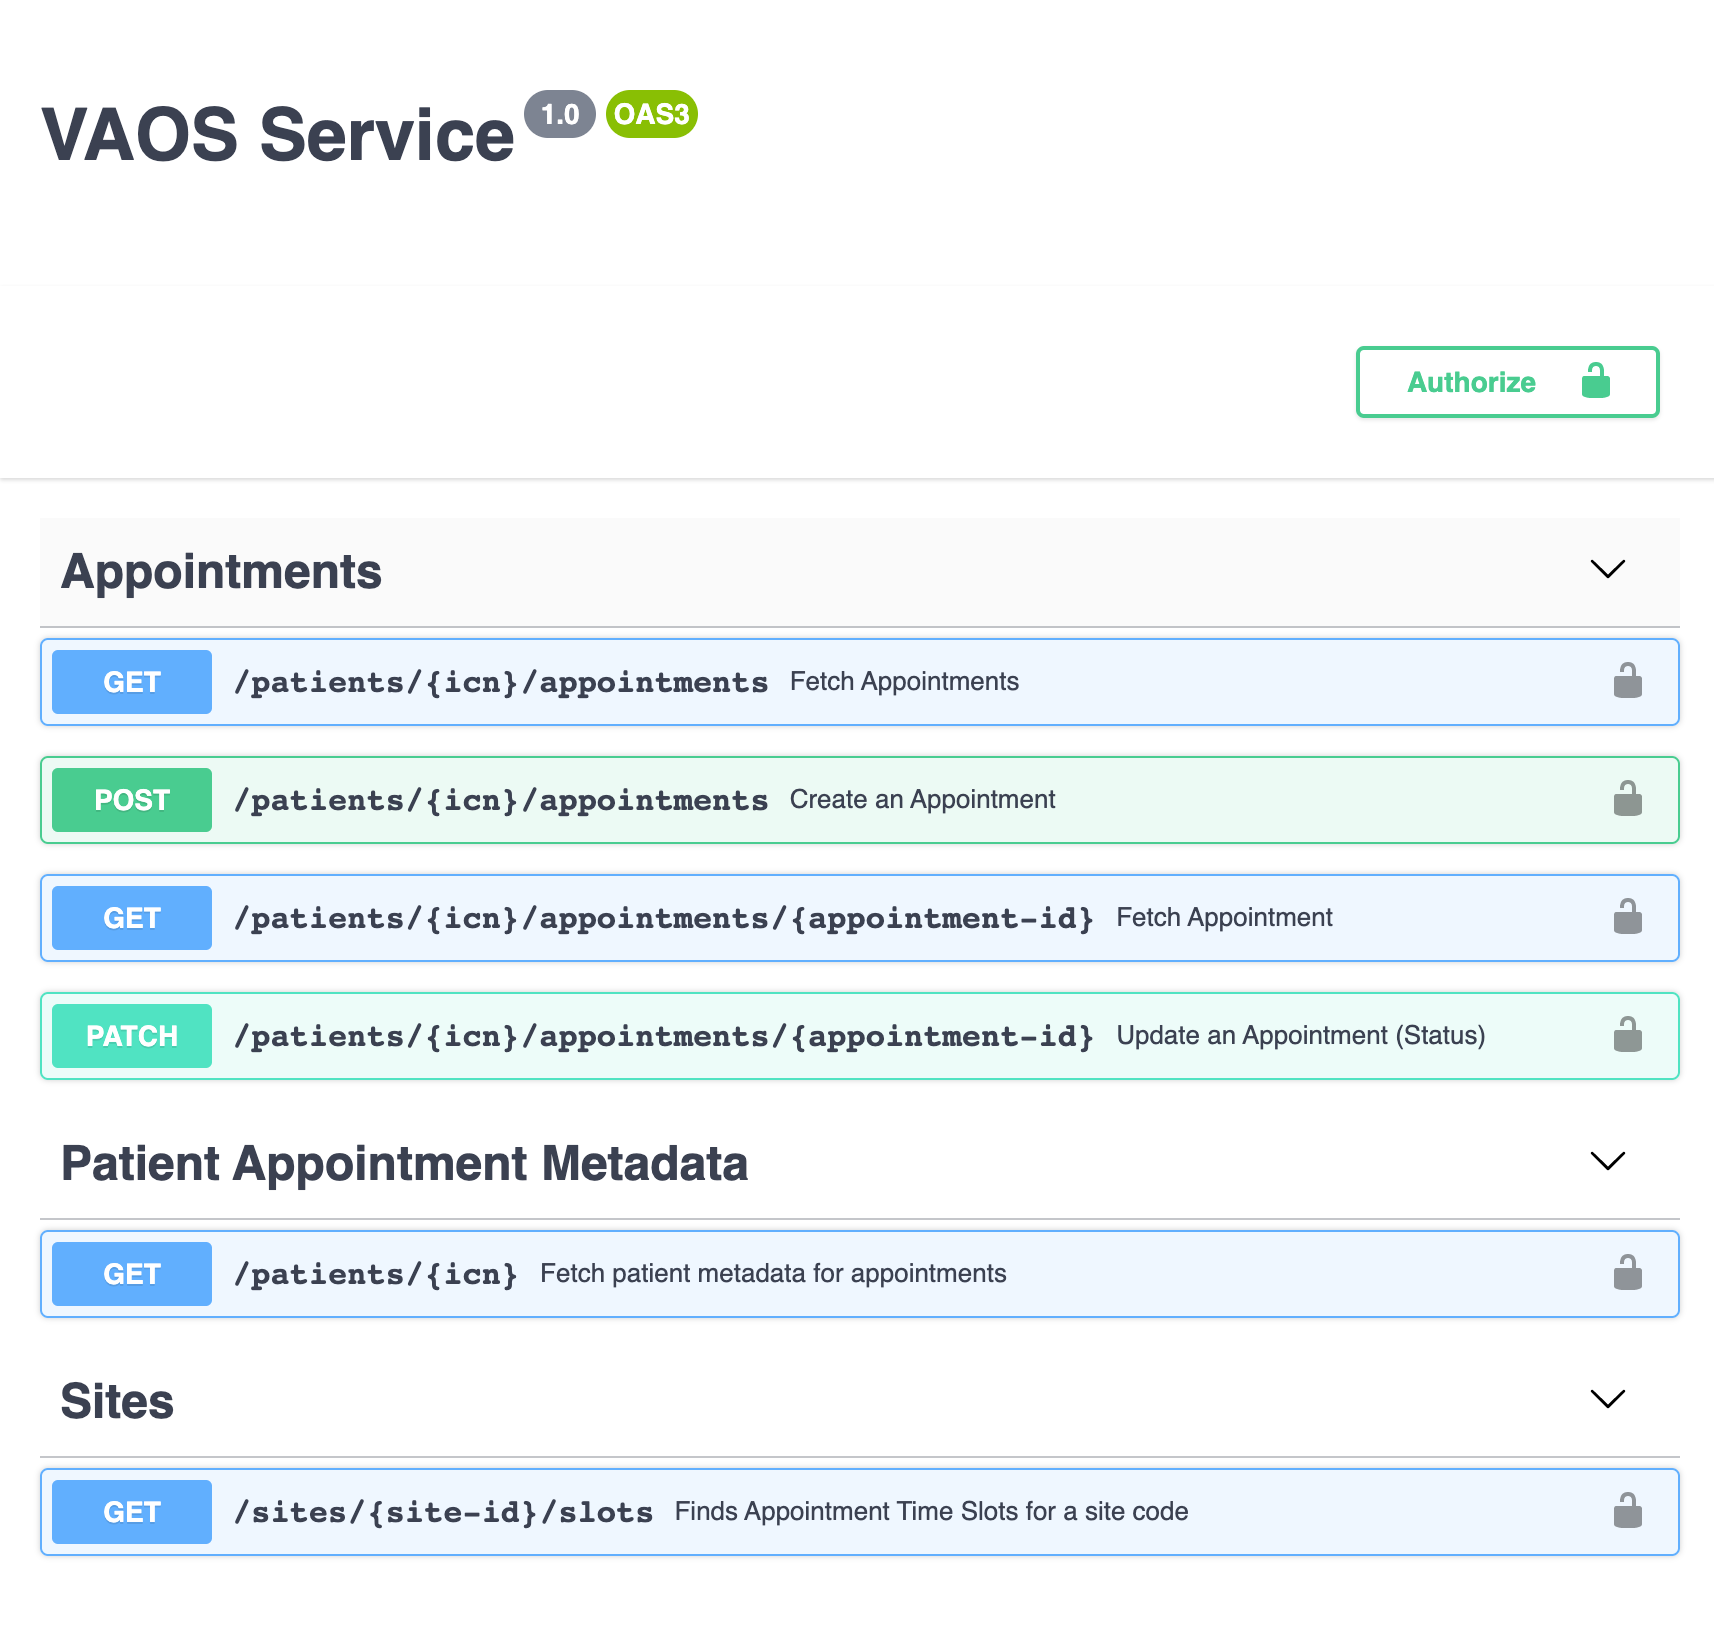 VAOS Service 1.0 OAS3
Authorize
Appointments
GET /patients/{icn}/appointments Fetch Appointments
POST /patients/{icn}/appointments Create an Appointment
GET /patients/{icn}/appointments/{appointment-id} Fetch Appointment
PATCH /patients/{icn}/appointments/{appointment-id} Update an Appointment (Status)
Patient Appointment Metadata
GET /patients/{icn} Fetch patient metadata for appointments
Sites
GET /sites/{site-id}/slots Finds Appointment Time Slots for a site code